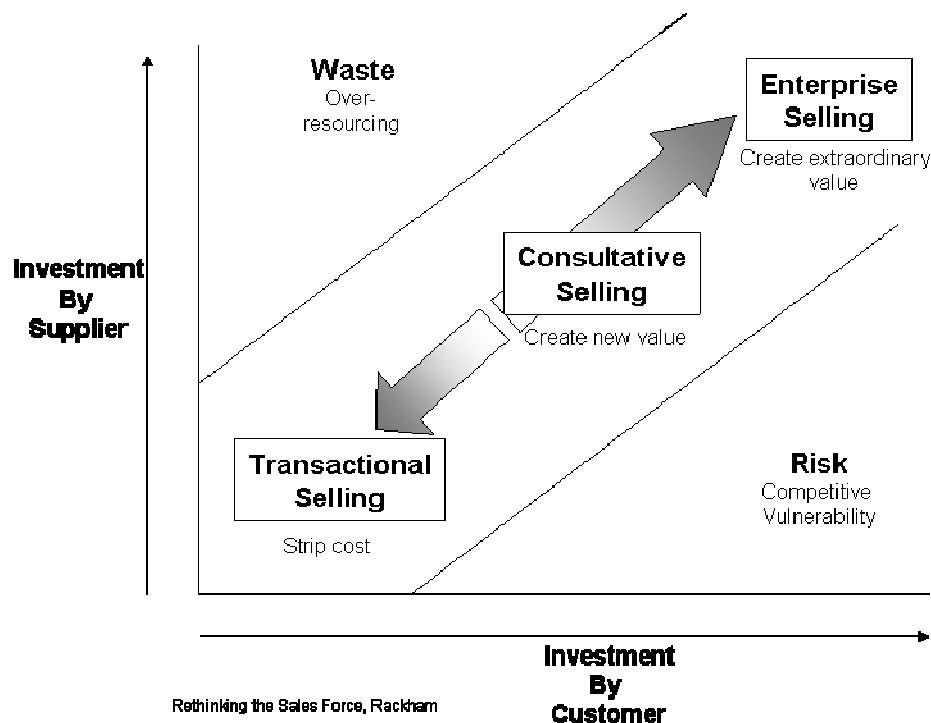 Waste
Over-
resourcing
Enterprise
Selling
Create extraordinary
value
Investment
By
Supplier
Consultative
Selling
Create new value
Transactional
Selling
Strip cost
Risk
Competitive
Vulnerability
Investment
By
Customer
Rethinking the Sales Force, Rackham